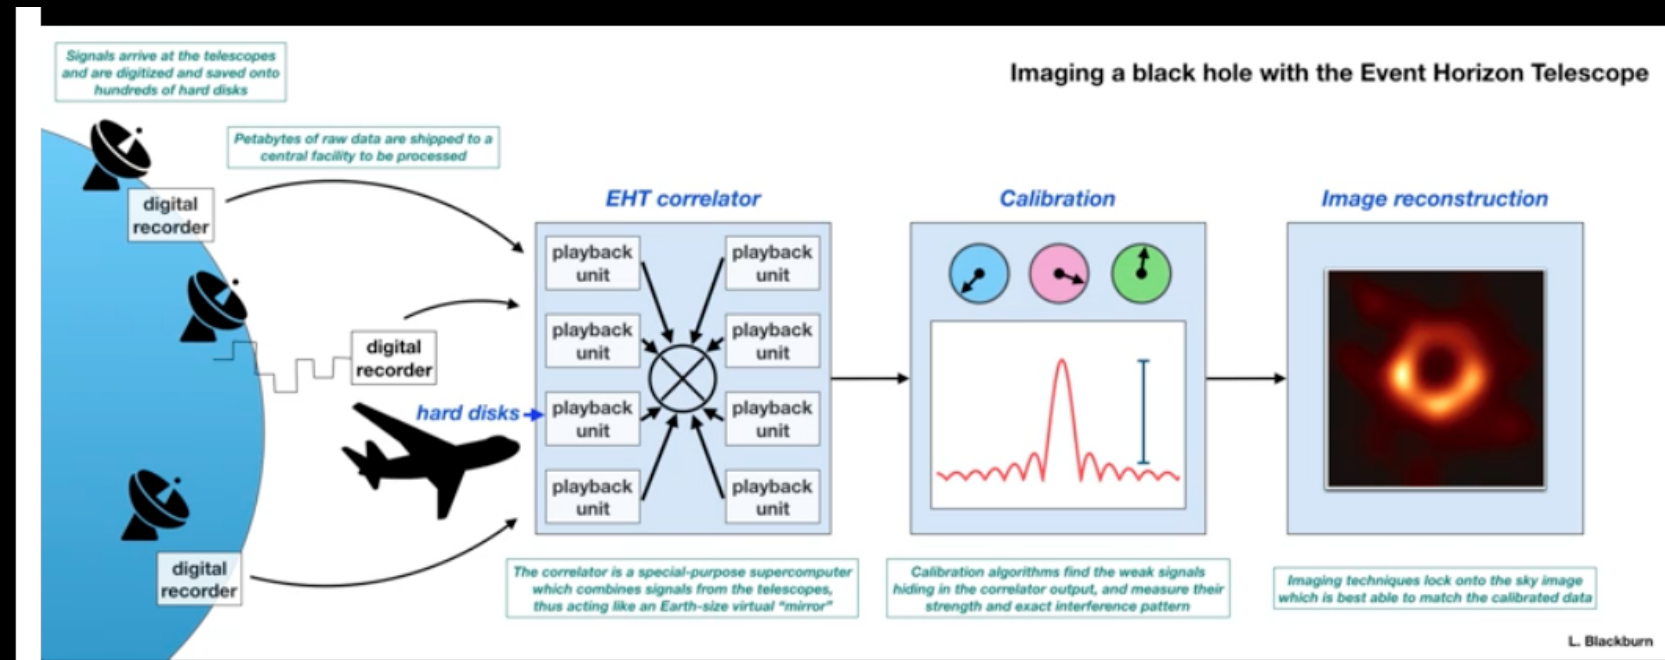 Signals arrive at the telescopes
and are digitized and saved onto
hundreds of hard disks
Imaging a black hole with the Event Horizon Telescope
Petabytes of raw data are shipped to a
central facility to be processed
digital
recorder
digital
recorder
digital
recorder
hard disks
EHT correlator
playback
unit
playback
unit
playback
unit
playback
unit
playback
unit
playback
unit
playback
unit
playback
unit
The correlator is a special-purpose supercomputer
which combines signals from the telescopes,
thus acting like an Earth-size virtual “mirror”
Calibration
Calibration algorithms find the weak signals
hiding in the correlator output, and measure their
strength and exact interference pattern
Image reconstruction
Imaging techniques lock onto the sky image
which is best able to match the calibrated data
L. Blackburn